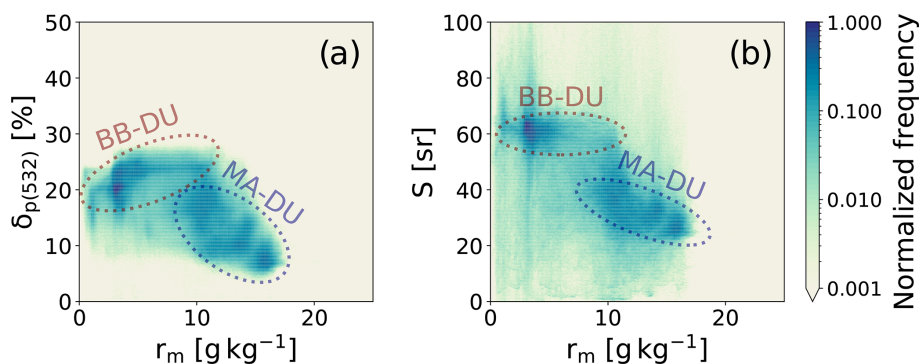 50
40
30
20
10
0
δp(532) [%]
(a)
BB-DU
MA-DU
0
10
20
rm [g kg⁻¹]
100
80
60
40
20
0
S [sr]
(b)
BB-DU
MA-DU
0
10
20
rm [g kg⁻¹]
1.000
0.100
0.010
0.001
Normalized frequency